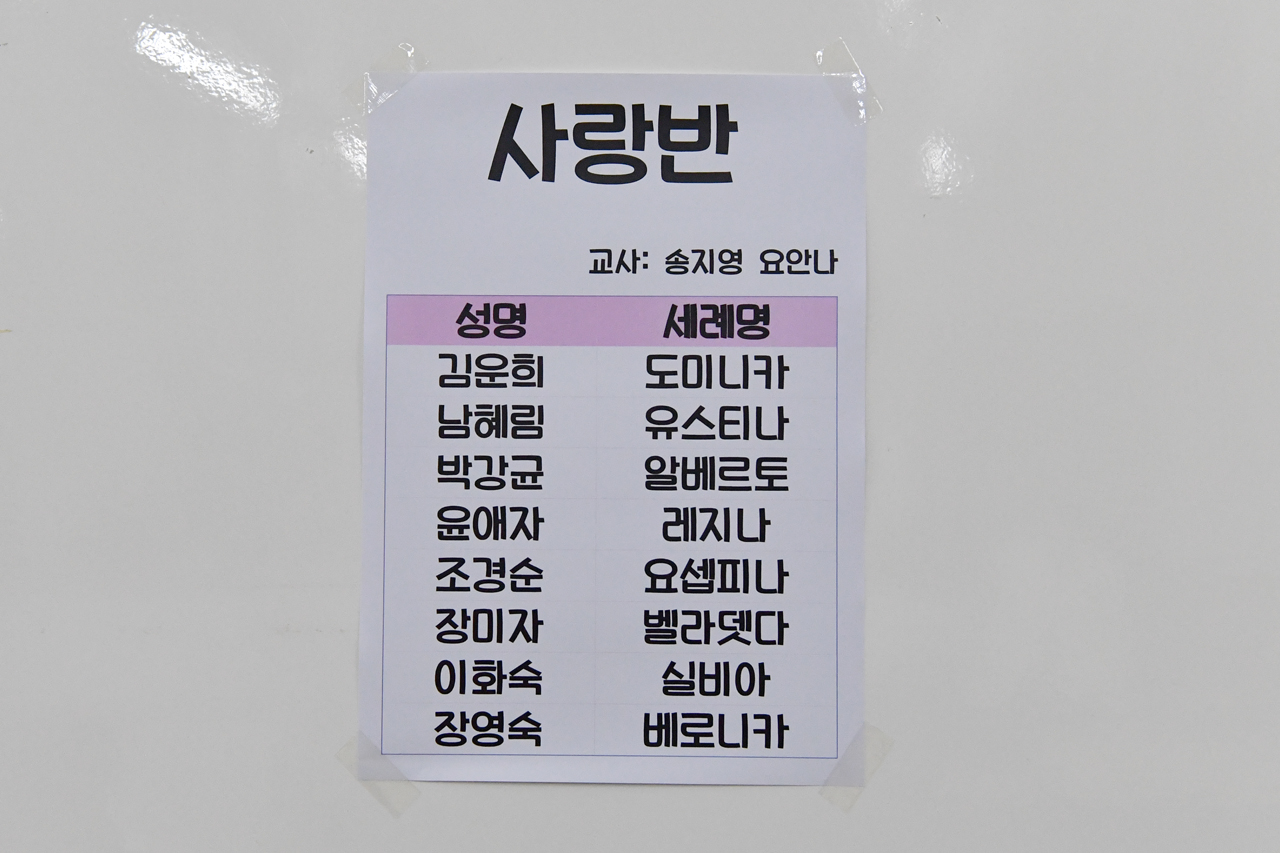 사랑반
교사: 송지영 요안나
성명 세례명
김운희 도미니카
남혜림 유스티나
박강균 알베르토
윤애자 레지나
조경순 요셉피나
장미자 벨라뎃다
이화숙 실비아
장영숙 베로니카